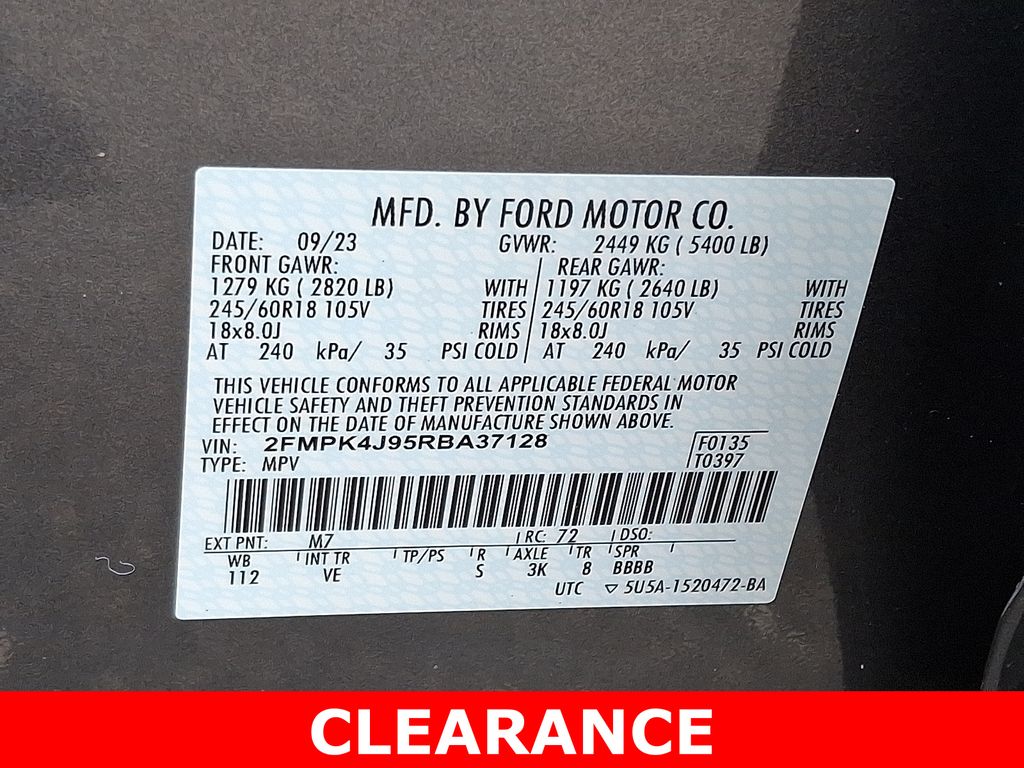 MFD. BY FORD MOTOR CO.
DATE: 09/23 GVWR: 2449 KG ( 5400 LB)
FRONT GAWR: REAR GAWR:
1279 KG ( 2820 LB) WITH 1197 KG ( 2640 LB) WITH
245/60R18 105V TIRES 245/60R18 105V TIRES
18x8.0J RIMS 18x8.0J RIMS
AT 240 kPa/ 35 PSI COLD AT 240 kPa/ 35 PSI COLD
THIS VEHICLE CONFORMS TO ALL APPLICABLE FEDERAL MOTOR
VEHICLE SAFETY AND THEFT PREVENTION STANDARDS IN
EFFECT ON THE DATE OF MANUFACTURE SHOWN ABOVE.
VIN: 2FMPK4J95RBA37128 F0135
TYPE: MPV T0397
EXT PNT: M7 RC: 72 DSO:
WB INT TR TP/PS R AXLE TR SPR
112 VE S 3K 8 BBBB
UTC ▽ 5U5A-1520472-BA
CLEARANCE